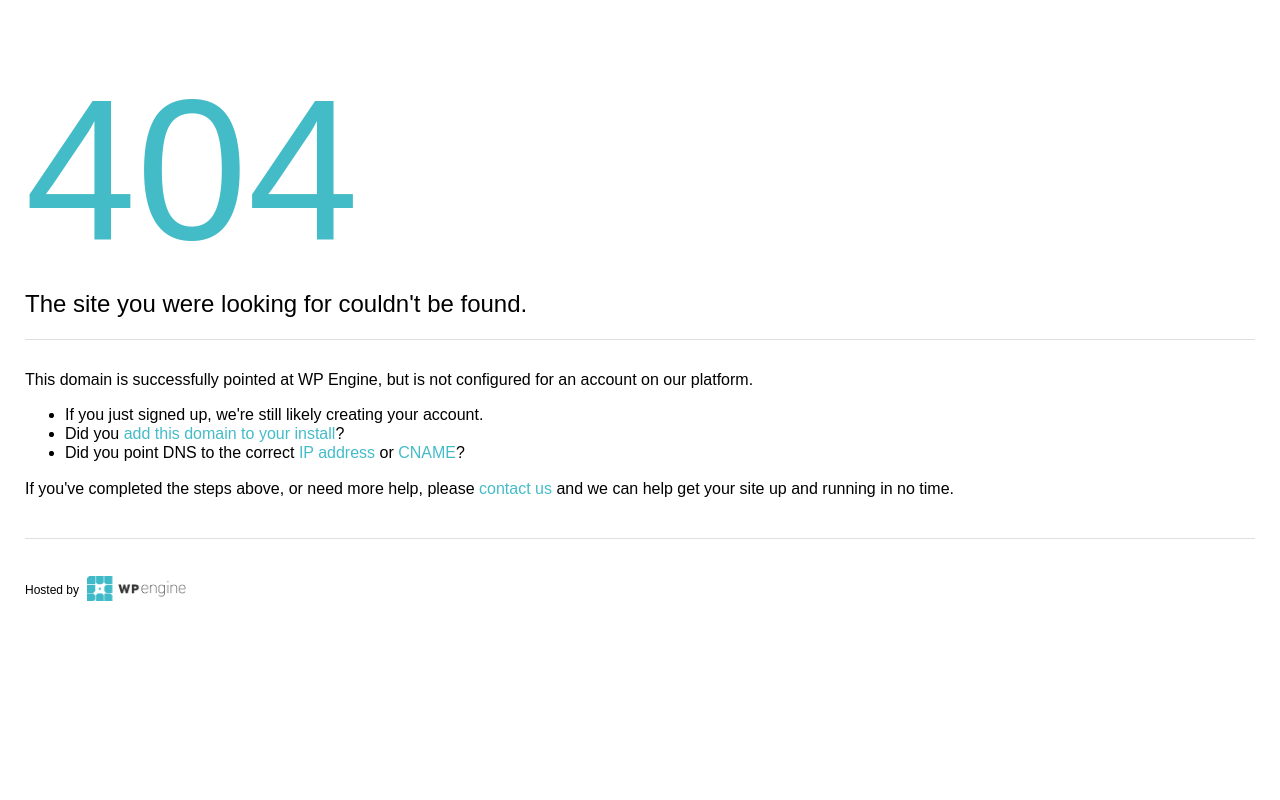 404
The site you were looking for couldn't be found.
This domain is successfully pointed at WP Engine, but is not configured for an account on our platform.
If you just signed up, we're still likely creating your account.
Did you add this domain to your install?
Did you point DNS to the correct IP address or CNAME?
If you've completed the steps above, or need more help, please contact us and we can help get your site up and running in no time.
Hosted by WP engine